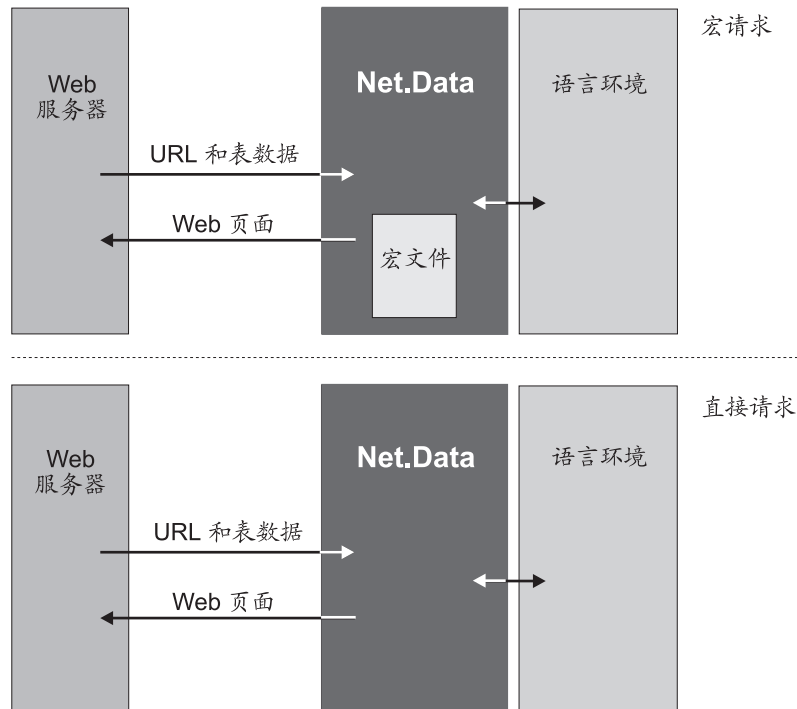 宏请求
Web
服务器
Net.Data
语言环境
URL 和表数据
Web 页面
宏文件
直接请求
Web
服务器
Net.Data
语言环境
URL 和表数据
Web 页面